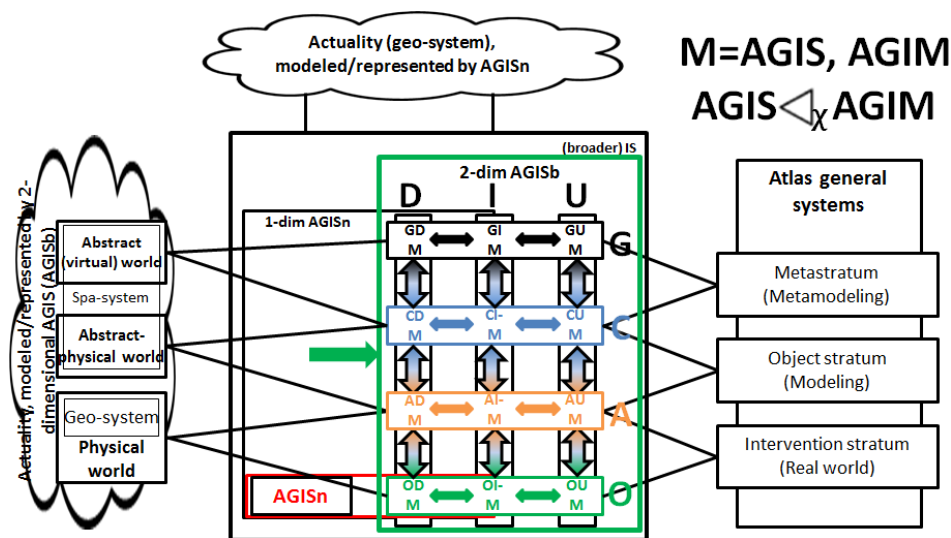 Actuality (geo-system),
modeled/represented by AGISn
M=AGIS, AGIM
AGIS◁χ AGIM
(broader) IS
2-dim AGISb
D I U
1-dim AGISn
GD GI GU
M M M
G
CD CI- CU
M M M
C
AD AI- AU
M M M
A
OD OI- OU
M M M
O
AGISn
Actuality, modeled/represented by 2-
dimensional AGIS (AGISb)
Abstract
(virtual) world
Spa-system
Abstract-
physical world
Geo-system
Physical
world
Atlas general
systems
Metastratum
(Metamodeling)
Object stratum
(Modeling)
Intervention stratum
(Real world)